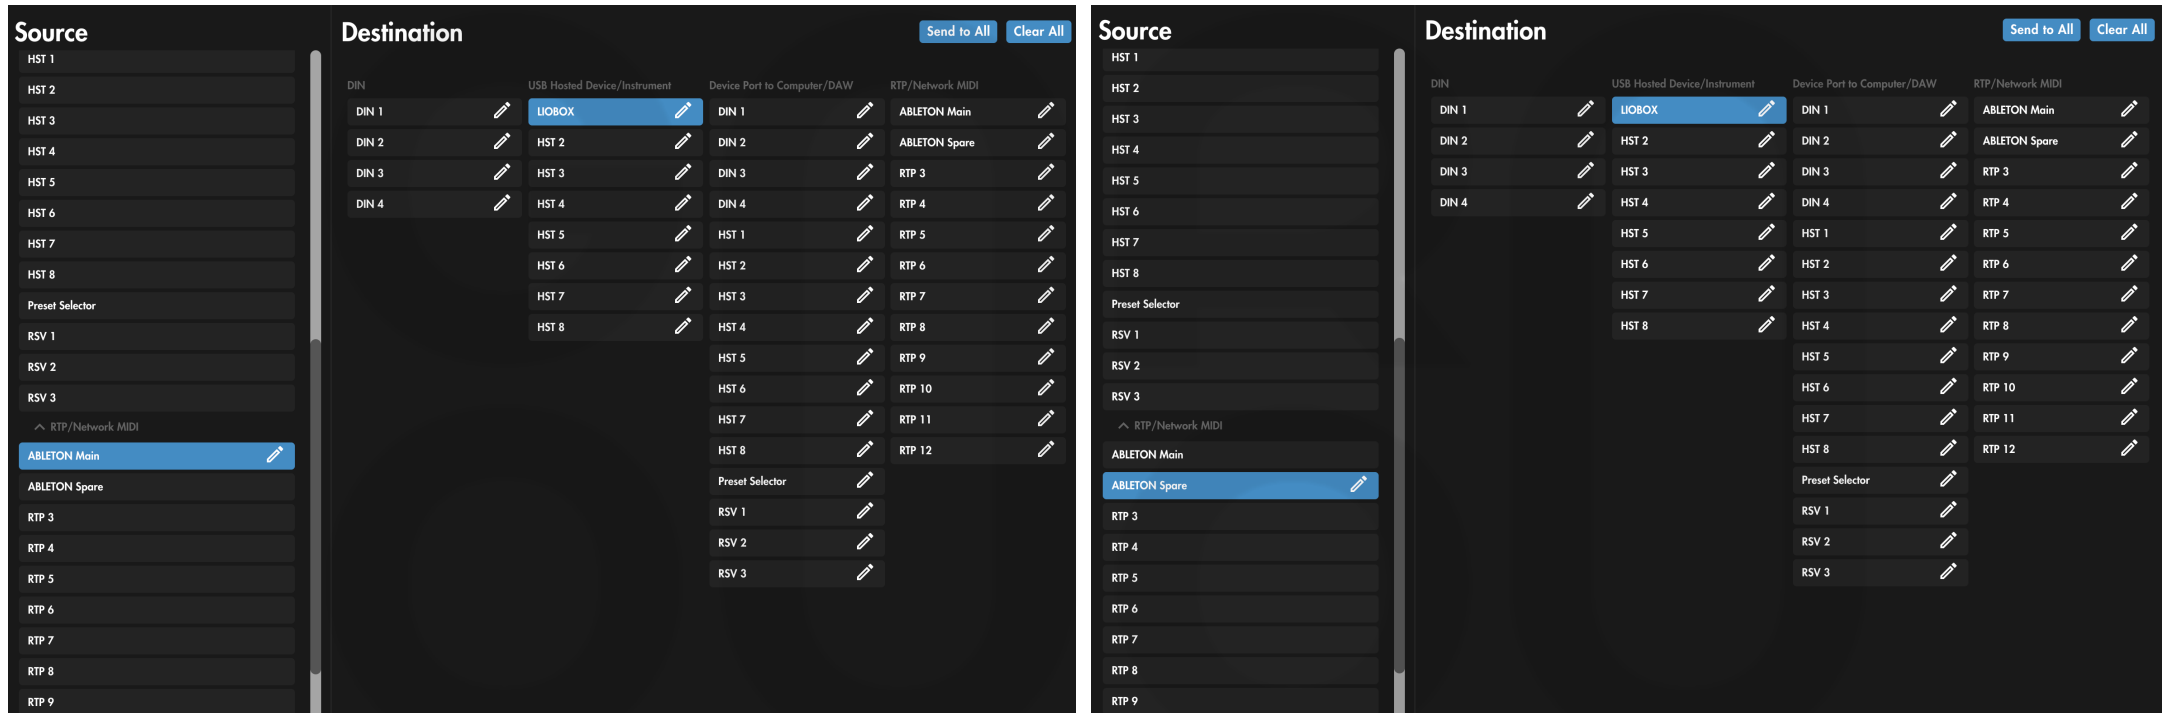 Source
HST 1
HST 2
HST 3
HST 4
HST 5
HST 6
HST 7
HST 8
Preset Selector
RSV 1
RSV 2
RSV 3
RTP/Network MIDI
ABLETON Main
ABLETON Spare
RTP 3
RTP 4
RTP 5
RTP 6
RTP 7
RTP 8
RTP 9
Destination
Send to All
Clear All
DIN
DIN 1
DIN 2
DIN 3
DIN 4
USB Hosted Device/Instrument
LIOBOX
HST 2
HST 3
HST 4
HST 5
HST 6
HST 7
HST 8
Device Port to Computer/DAW
DIN 1
DIN 2
DIN 3
DIN 4
HST 1
HST 2
HST 3
HST 4
HST 5
HST 6
HST 7
HST 8
Preset Selector
RSV 1
RSV 2
RSV 3
RTP/Network MIDI
ABLETON Main
ABLETON Spare
RTP 3
RTP 4
RTP 5
RTP 6
RTP 7
RTP 8
RTP 9
RTP 10
RTP 11
RTP 12
Source
HST 1
HST 2
HST 3
HST 4
HST 5
HST 6
HST 7
HST 8
Preset Selector
RSV 1
RSV 2
RSV 3
RTP/Network MIDI
ABLETON Main
ABLETON Spare
RTP 3
RTP 4
RTP 5
RTP 6
RTP 7
RTP 8
RTP 9
Destination
Send to All
Clear All
DIN
DIN 1
DIN 2
DIN 3
DIN 4
USB Hosted Device/Instrument
LIOBOX
HST 2
HST 3
HST 4
HST 5
HST 6
HST 7
HST 8
Device Port to Computer/DAW
DIN 1
DIN 2
DIN 3
DIN 4
HST 1
HST 2
HST 3
HST 4
HST 5
HST 6
HST 7
HST 8
Preset Selector
RSV 1
RSV 2
RSV 3
RTP/Network MIDI
ABLETON Main
ABLETON Spare
RTP 3
RTP 4
RTP 5
RTP 6
RTP 7
RTP 8
RTP 9
RTP 10
RTP 11
RTP 12